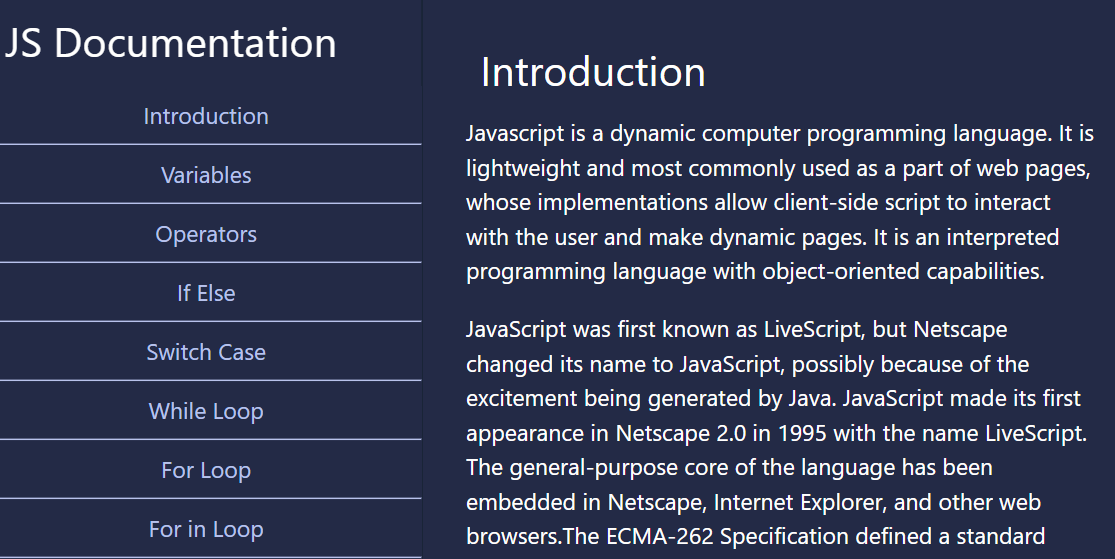 JS Documentation
Introduction
Variables
Operators
If Else
Switch Case
While Loop
For Loop
For in Loop
Introduction
Javascript is a dynamic computer programming language. It is
lightweight and most commonly used as a part of web pages,
whose implementations allow client-side script to interact
with the user and make dynamic pages. It is an interpreted
programming language with object-oriented capabilities.
JavaScript was first known as LiveScript, but Netscape
changed its name to JavaScript, possibly because of the
excitement being generated by Java. JavaScript made its first
appearance in Netscape 2.0 in 1995 with the name LiveScript.
The general-purpose core of the language has been
embedded in Netscape, Internet Explorer, and other web
browsers.The ECMA-262 Specification defined a standard